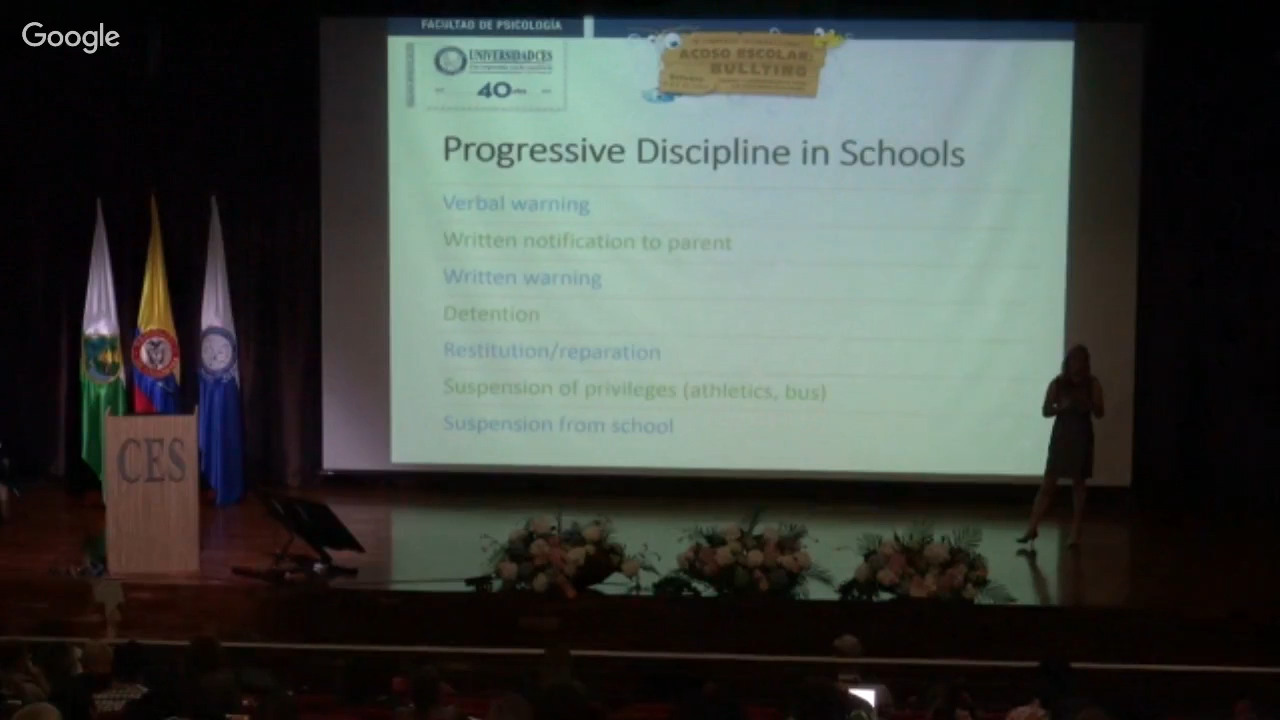 Google
FACULTAD DE PSICOLOGÍA
UNIVERSIDAD CES
40
ACOSO ESCOLAR:
BULLYING
Progressive Discipline in Schools
Verbal warning
Written notification to parent
Written warning
Detention
Restitution/reparation
Suspension of privileges (athletics, bus)
Suspension from school
CES